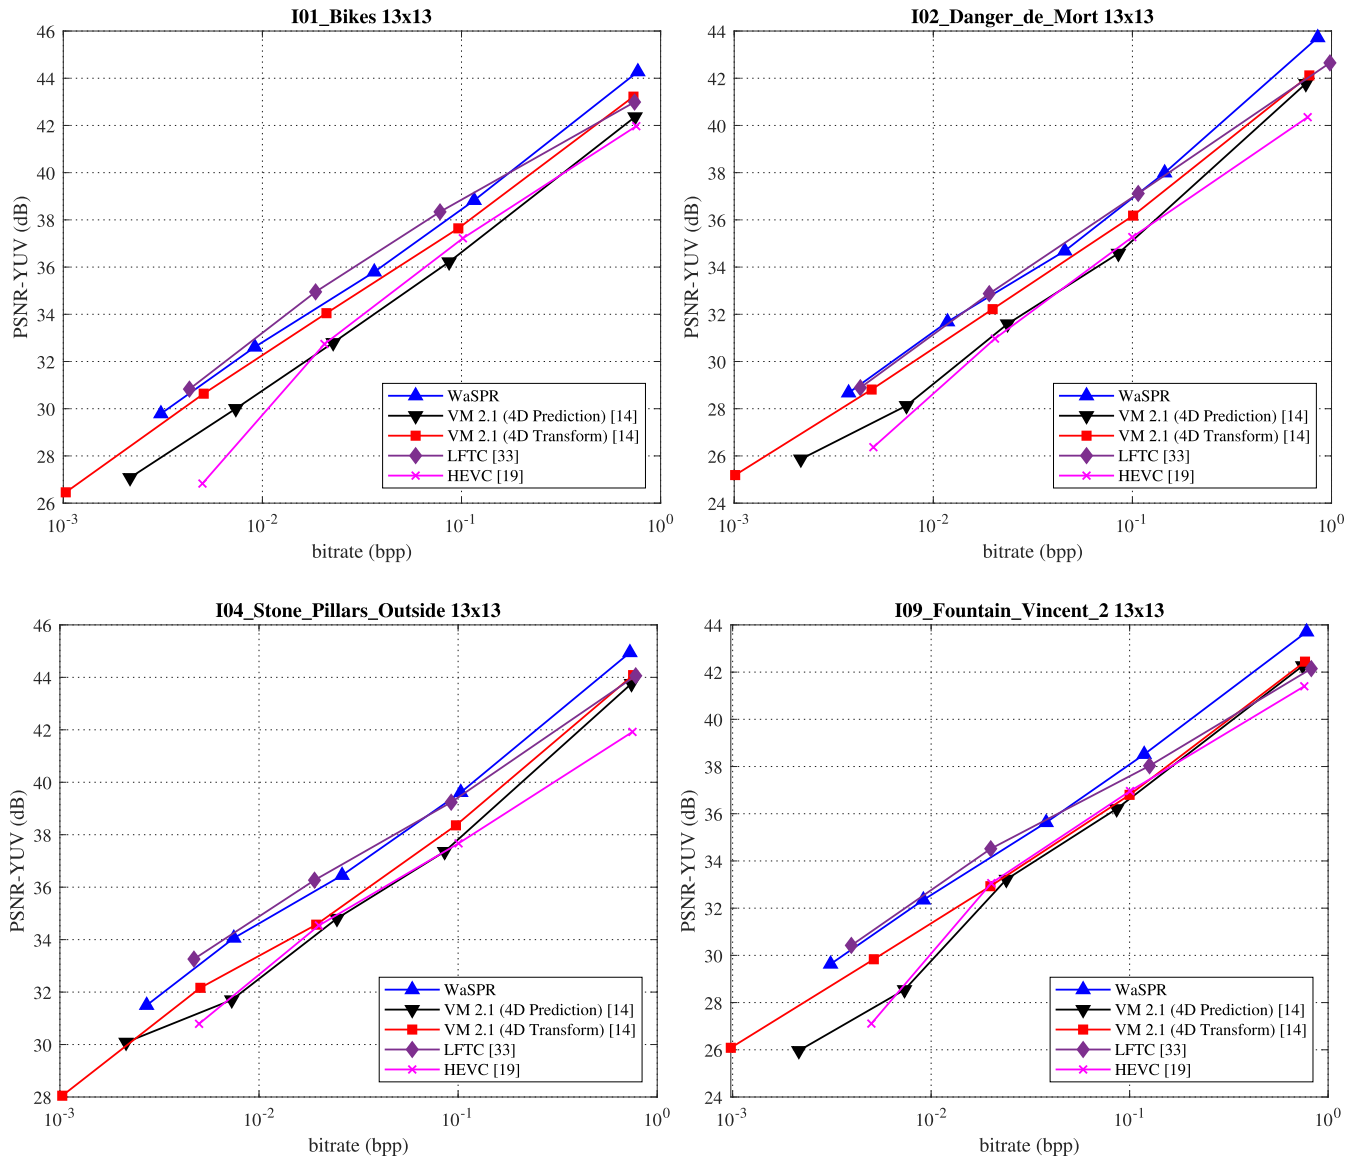 I01_Bikes 13x13
46
44
42
40
38
36
34
32
30
28
26
PSNR-YUV (dB)
WaSPR
VM 2.1 (4D Prediction) [14]
VM 2.1 (4D Transform) [14]
LFTC [33]
HEVC [19]
10-3
10-2
10-1
100
bitrate (bpp)
I02_Danger_de_Mort 13x13
44
42
40
38
36
34
32
30
28
26
24
PSNR-YUV (dB)
WaSPR
VM 2.1 (4D Prediction) [14]
VM 2.1 (4D Transform) [14]
LFTC [33]
HEVC [19]
10-3
10-2
10-1
100
bitrate (bpp)
I04_Stone_Pillars_Outside 13x13
46
44
42
40
38
36
34
32
30
28
PSNR-YUV (dB)
WaSPR
VM 2.1 (4D Prediction) [14]
VM 2.1 (4D Transform) [14]
LFTC [33]
HEVC [19]
10-3
10-2
10-1
100
bitrate (bpp)
I09_Fountain_Vincent_2 13x13
44
42
40
38
36
34
32
30
28
26
24
PSNR-YUV (dB)
WaSPR
VM 2.1 (4D Prediction) [14]
VM 2.1 (4D Transform) [14]
LFTC [33]
HEVC [19]
10-3
10-2
10-1
100
bitrate (bpp)